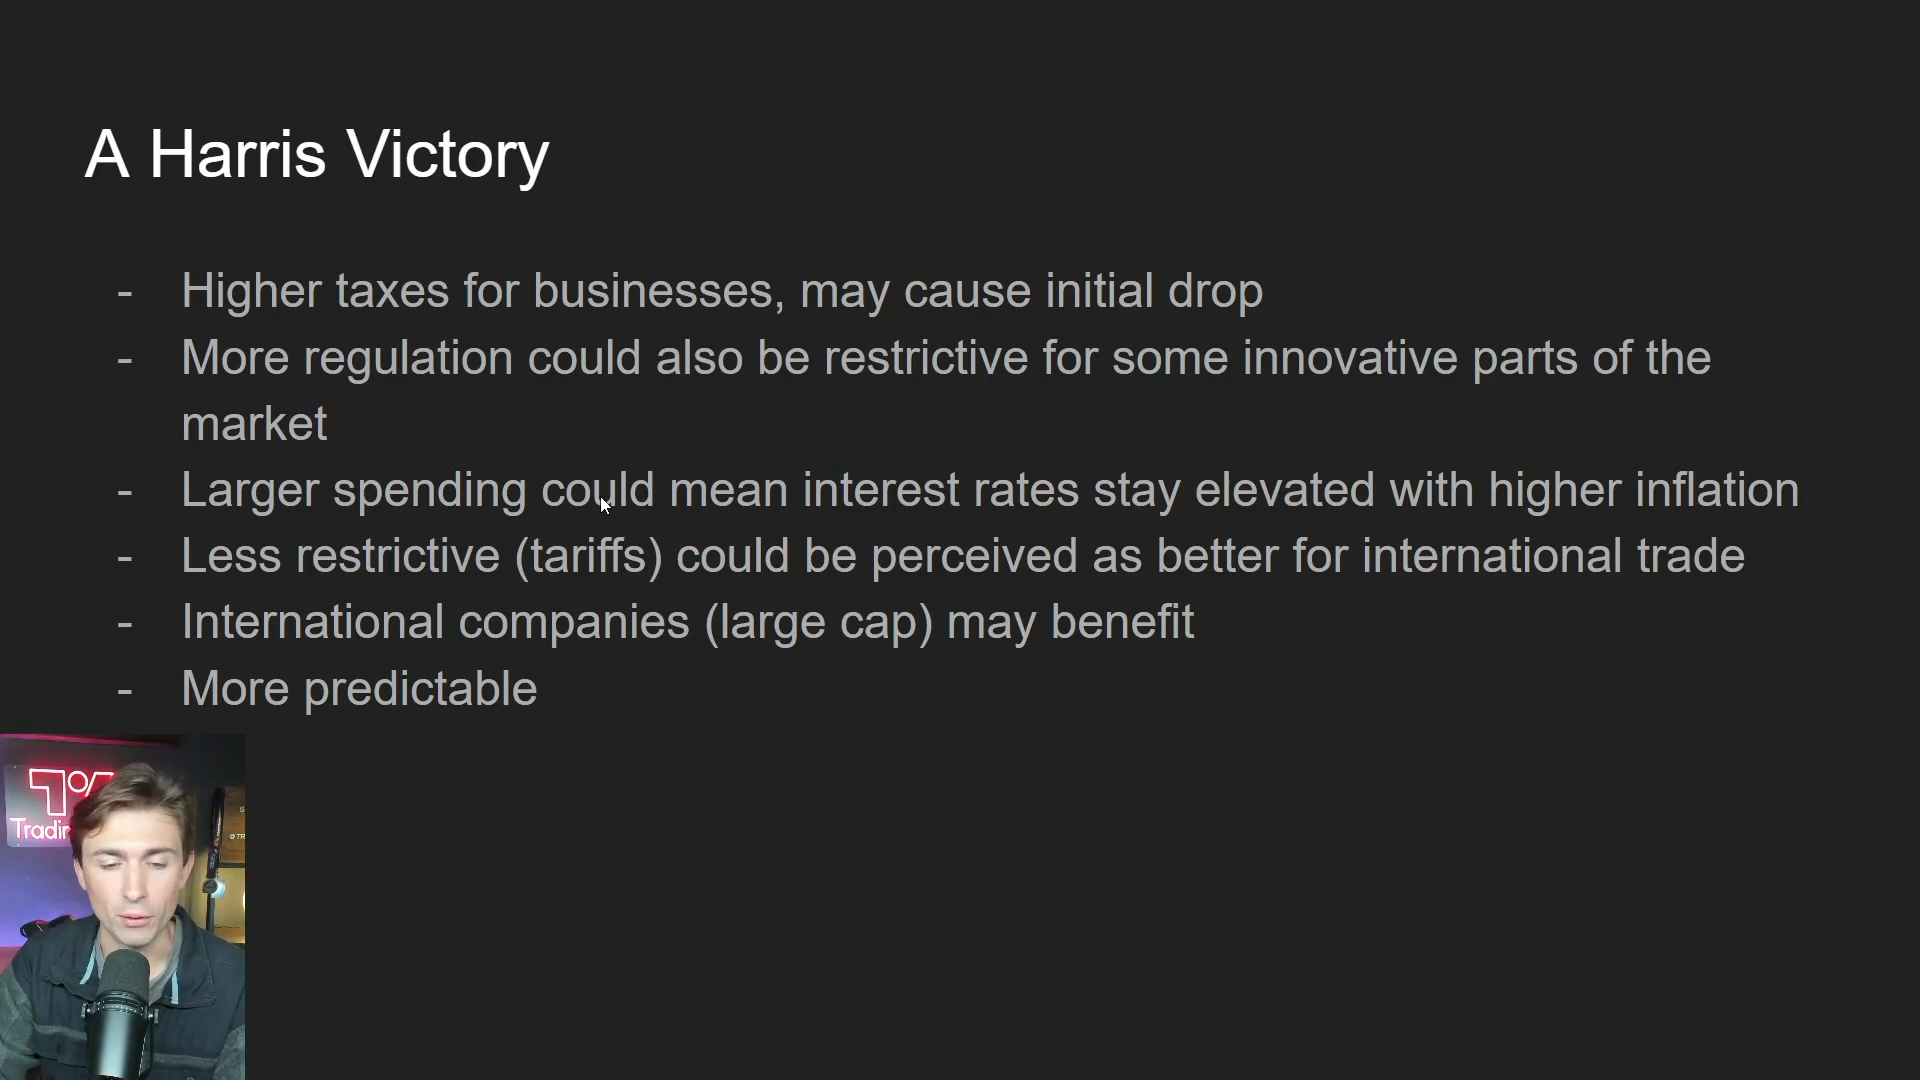 A Harris Victory
- Higher taxes for businesses, may cause initial drop
- More regulation could also be restrictive for some innovative parts of the
market
- Larger spending could mean interest rates stay elevated with higher inflation
- Less restrictive (tariffs) could be perceived as better for international trade
- International companies (large cap) may benefit
- More predictable